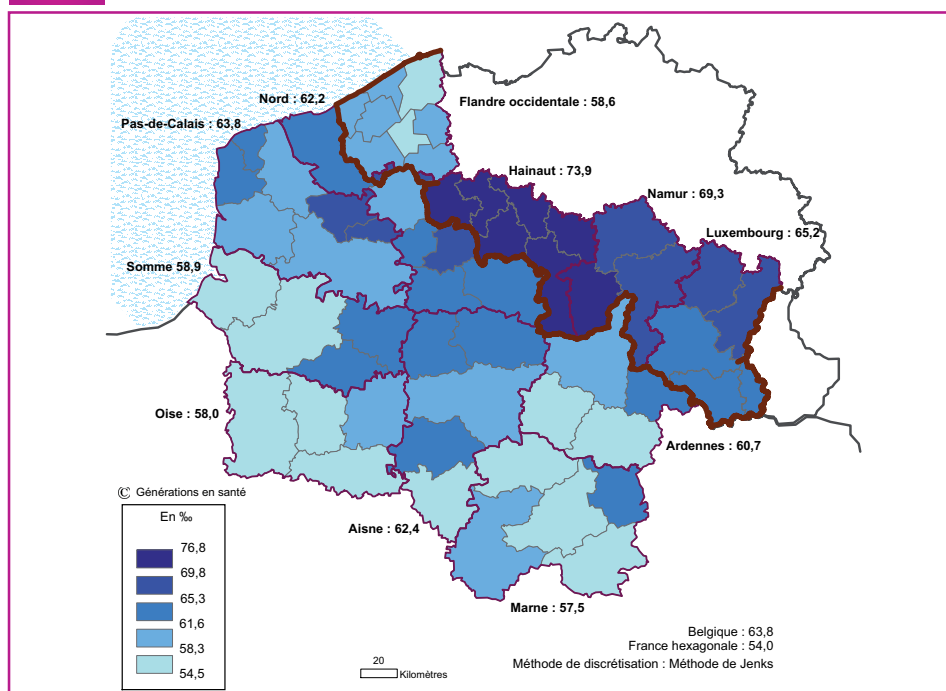 Nord : 62,2
Flandre occidentale : 58,6
Pas-de-Calais : 63,8
Hainaut : 73,9
Namur : 69,3
Luxembourg : 65,2
Somme 58,9
Oise : 58,0
Ardennes : 60,7
© Générations en santé
En ‰
76,8
69,8
65,3
61,6
58,3
54,5
Aisne : 62,4
Marne : 57,5
Belgique : 63,8
France hexagonale : 54,0
Méthode de discrétisation : Méthode de Jenks
20
Kilomètres